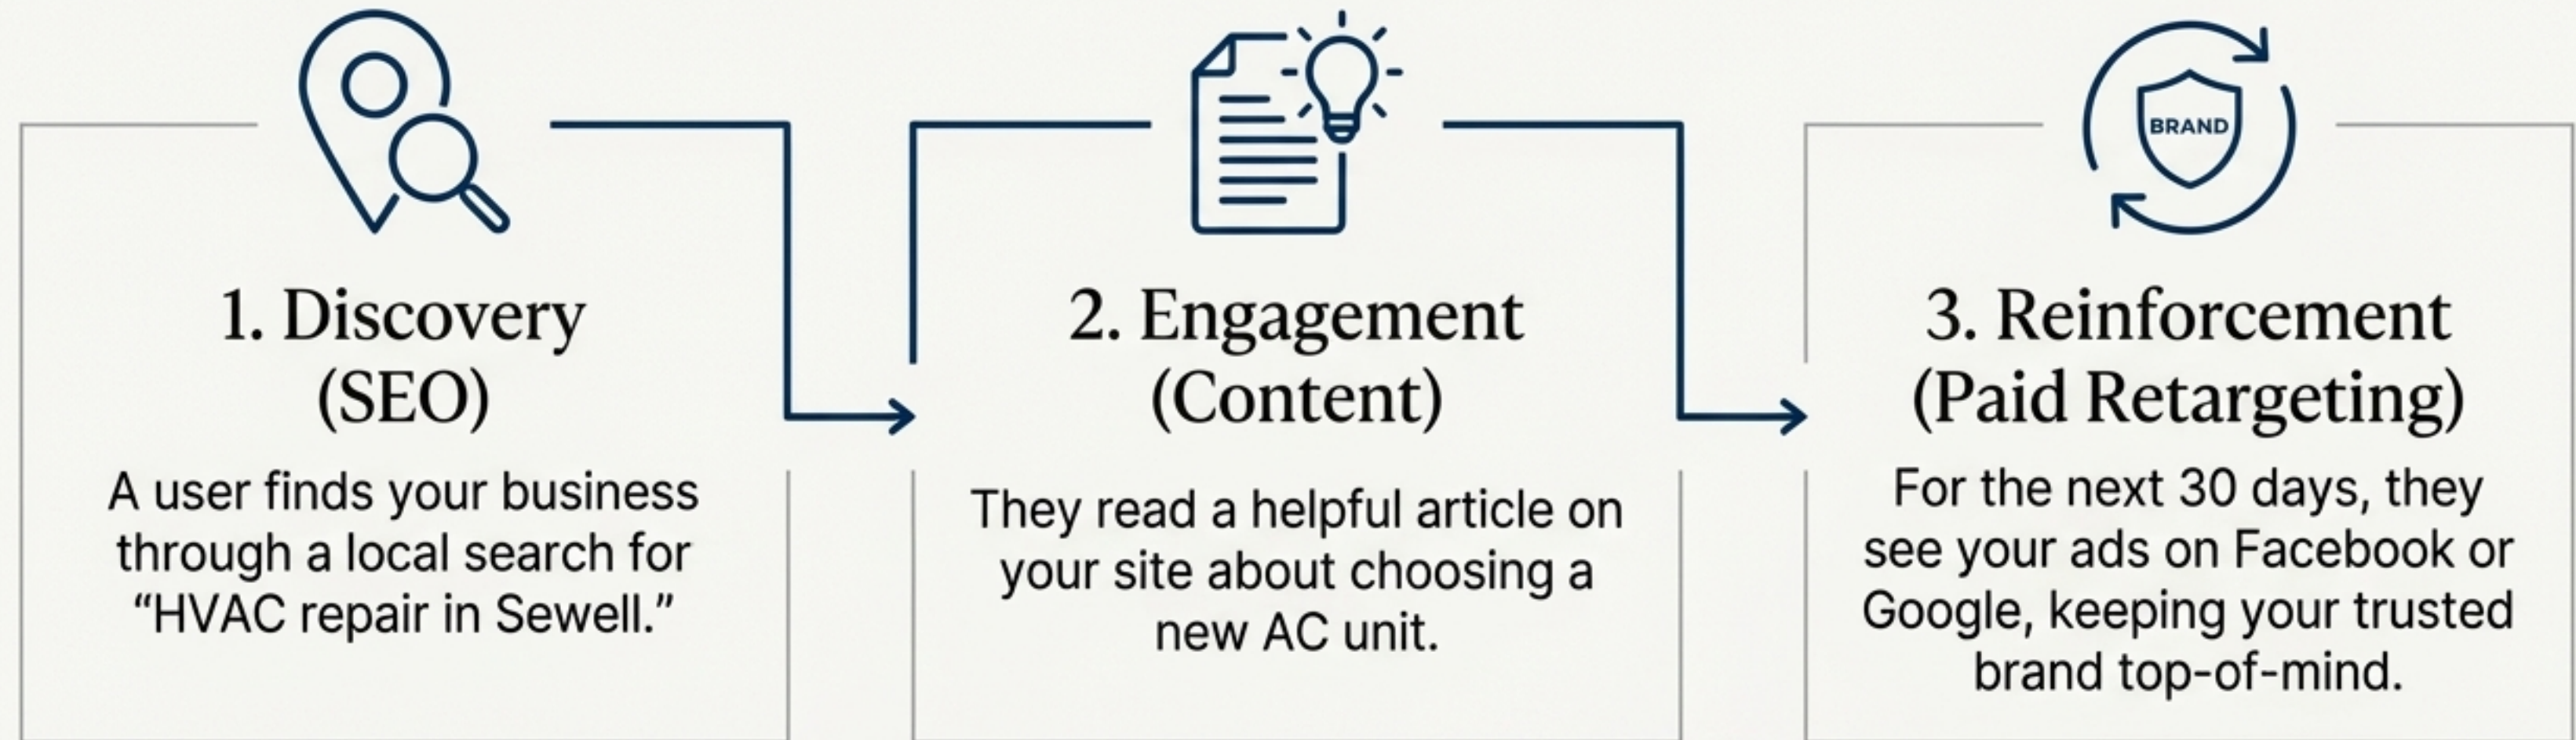 BRAND
1. Discovery
(SEO)
A user finds your business
through a local search for
“HVAC repair in Sewell.”
2. Engagement
(Content)
They read a helpful article on
your site about choosing a
new AC unit.
3. Reinforcement
(Paid Retargeting)
For the next 30 days, they
see your ads on Facebook or
Google, keeping your trusted
brand top-of-mind.